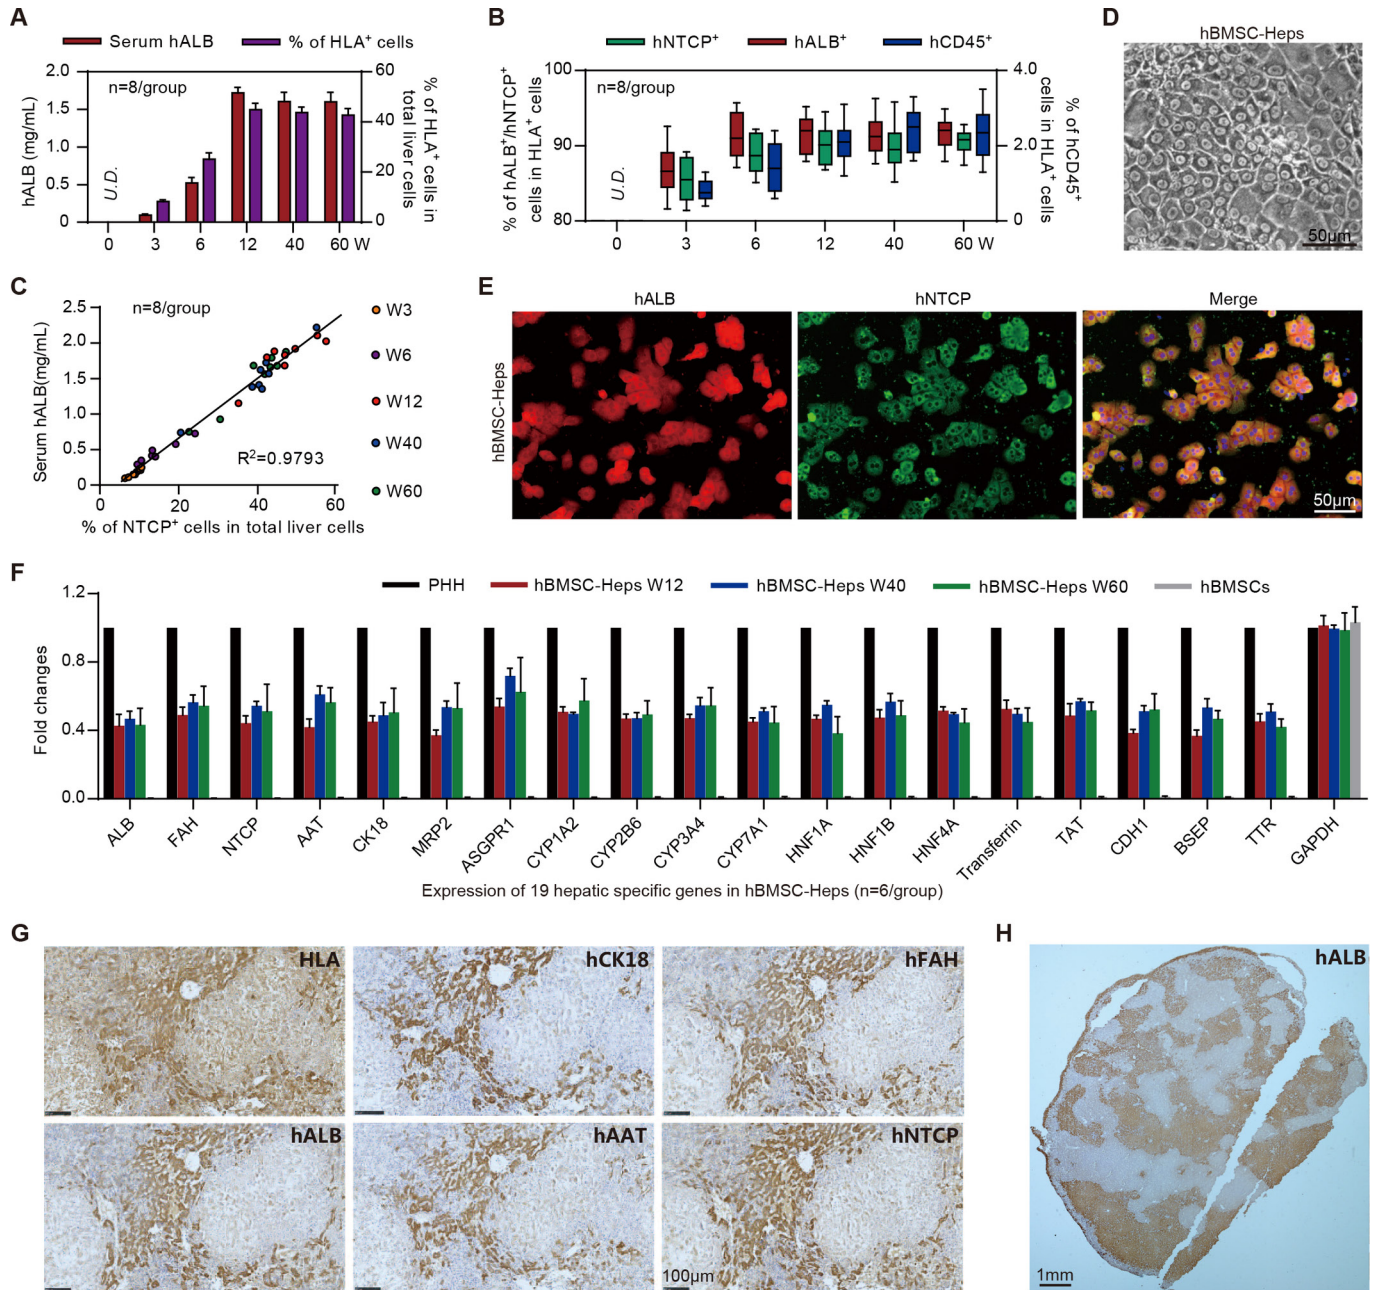 A
Serum hALB
% of HLA+ cells
hALB (mg/mL)
2.0
1.5
1.0
0.5
0
n=8/group
U.D.
60
40
20
0
% of HLA+ cells in
total liver cells
0 3 6 12 40 60 W
B
hNTCP+
hALB+
hCD45+
% of hALB+/hNTCP+
cells in HLA+ cells
100
90
80
n=8/group
U.D.
4.0
2.0
0
% of hCD45+
cells in HLA+ cells
0 3 6 12 40 60 W
D
hBMSC-Heps
50μm
C
Serum hALB(mg/mL)
2.5
2.0
1.5
1.0
0.5
0
n=8/group
R2=0.9793
0 20 40 60
% of NTCP+ cells in total liver cells
W3
W6
W12
W40
W60
E
hALB
hNTCP
Merge
hBMSC-Heps
50μm
F
PHH
hBMSC-Heps W12
hBMSC-Heps W40
hBMSC-Heps W60
hBMSCs
Fold changes
1.2
0.8
0.4
0.0
ALB
FAH
NTCP
AAT
CK18
MRP2
ASGPR1
CYP1A2
CYP2B6
CYP3A4
CYP7A1
HNF1A
HNF1B
HNF4A
Transferrin
TAT
CDH1
BSEP
TTR
GAPDH
Expression of 19 hepatic specific genes in hBMSC-Heps (n=6/group)
G
HLA
hCK18
hFAH
hALB
hAAT
hNTCP
100μm
H
hALB
1mm